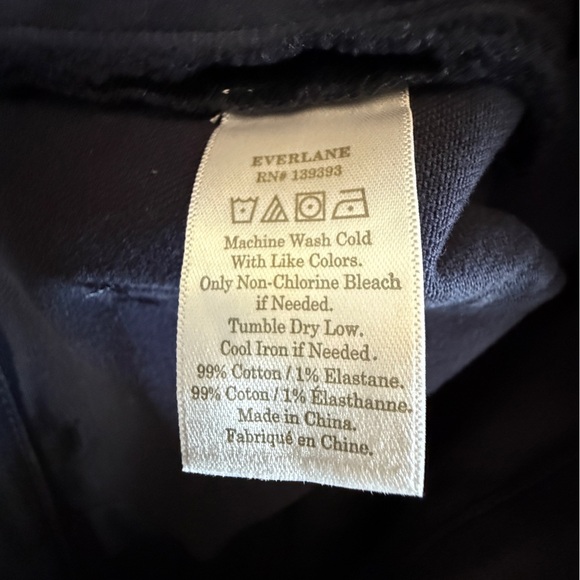 EVERLANE
RN# 139393
Machine Wash Cold
With Like Colors.
Only Non-Chlorine Bleach
if Needed.
Tumble Dry Low.
Cool Iron if Needed.
99% Cotton / 1% Elastane.
99% Coton / 1% Élasthanne.
Made in China.
Fabriqué en Chine.